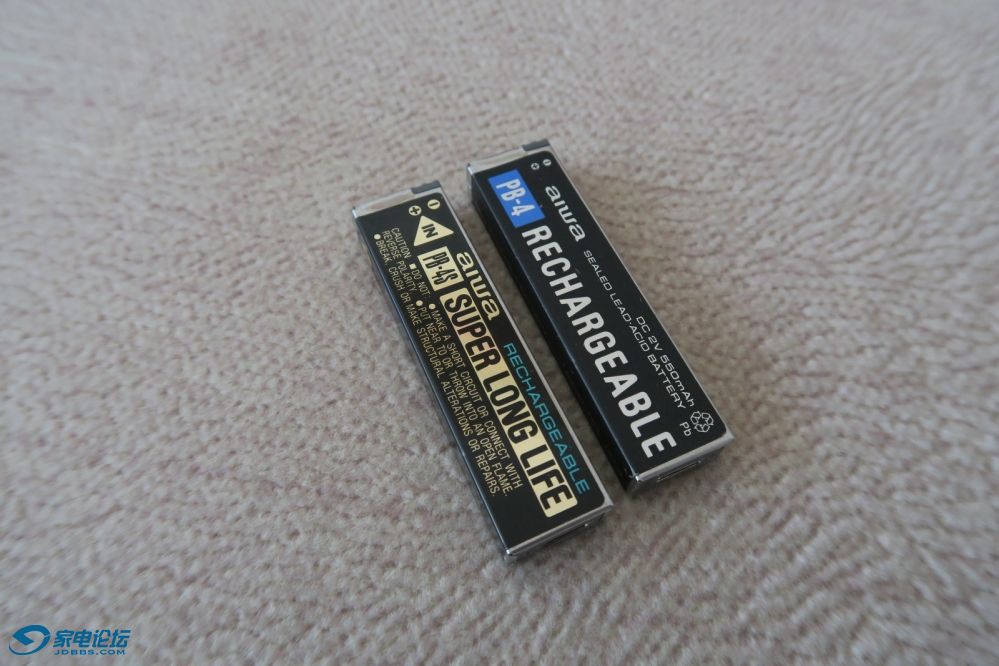 aiwa
RECHARGEABLE
IN
PB-4S
SUPER LONG LIFE
CAUTION ■DO NOT ●MAKE A SHORT CIRCUIT OR CONNECT WITH
REVERSE POLARITY. ●PUT NEAR TO OR THROW INTO AN OPEN FLAME.
●BREAK, CRUSH OR MAKE STRUCTURAL ALTERATIONS OR REPAIRS.
aiwa
SEALED LEAD-ACID BATTERY
DC 2V 550mAh
Pb
PB-4
RECHARGEABLE
家电论坛
JDBBS.COM